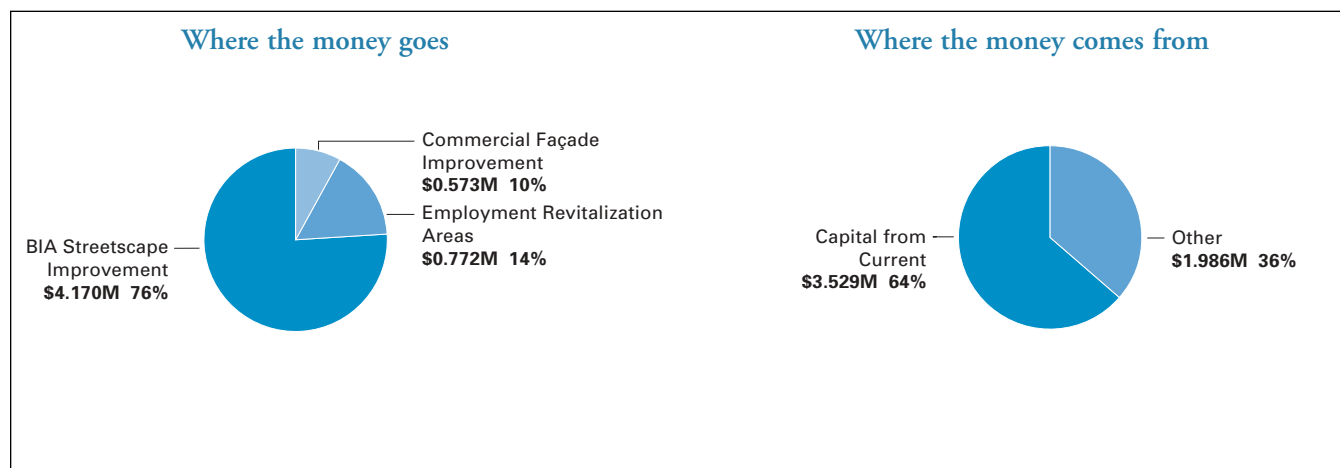 Where the money goes
Commercial Façade
Improvement
$0.573M 10%
Employment Revitalization
Areas
$0.772M 14%
BIA Streetscape
Improvement
$4.170M 76%
Where the money comes from
Capital from
Current
$3.529M 64%
Other
$1.986M 36%